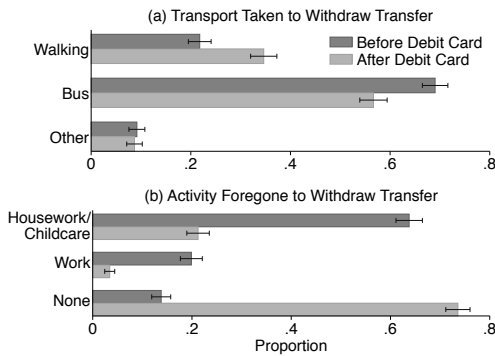 (a) Transport Taken to Withdraw Transfer
Walking
Before Debit Card
After Debit Card
Bus
Other
0 .2 .4 .6 .8
(b) Activity Foregone to Withdraw Transfer
Housework/
Childcare
Work
None
0 .2 .4 .6 .8
Proportion